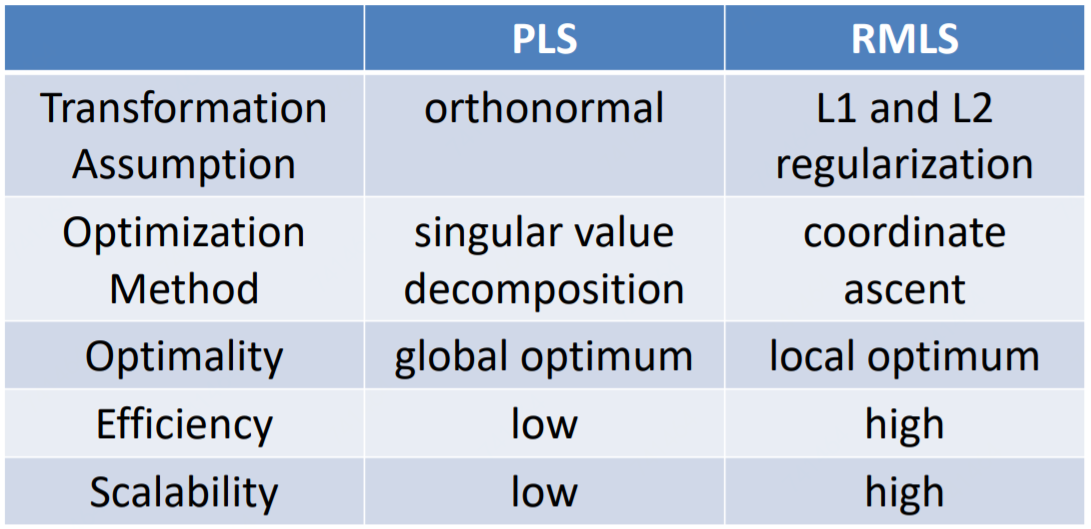 PLS RMLS
Transformation Assumption orthonormal L1 and L2 regularization
Optimization Method singular value decomposition coordinate ascent
Optimality global optimum local optimum
Efficiency low high
Scalability low high